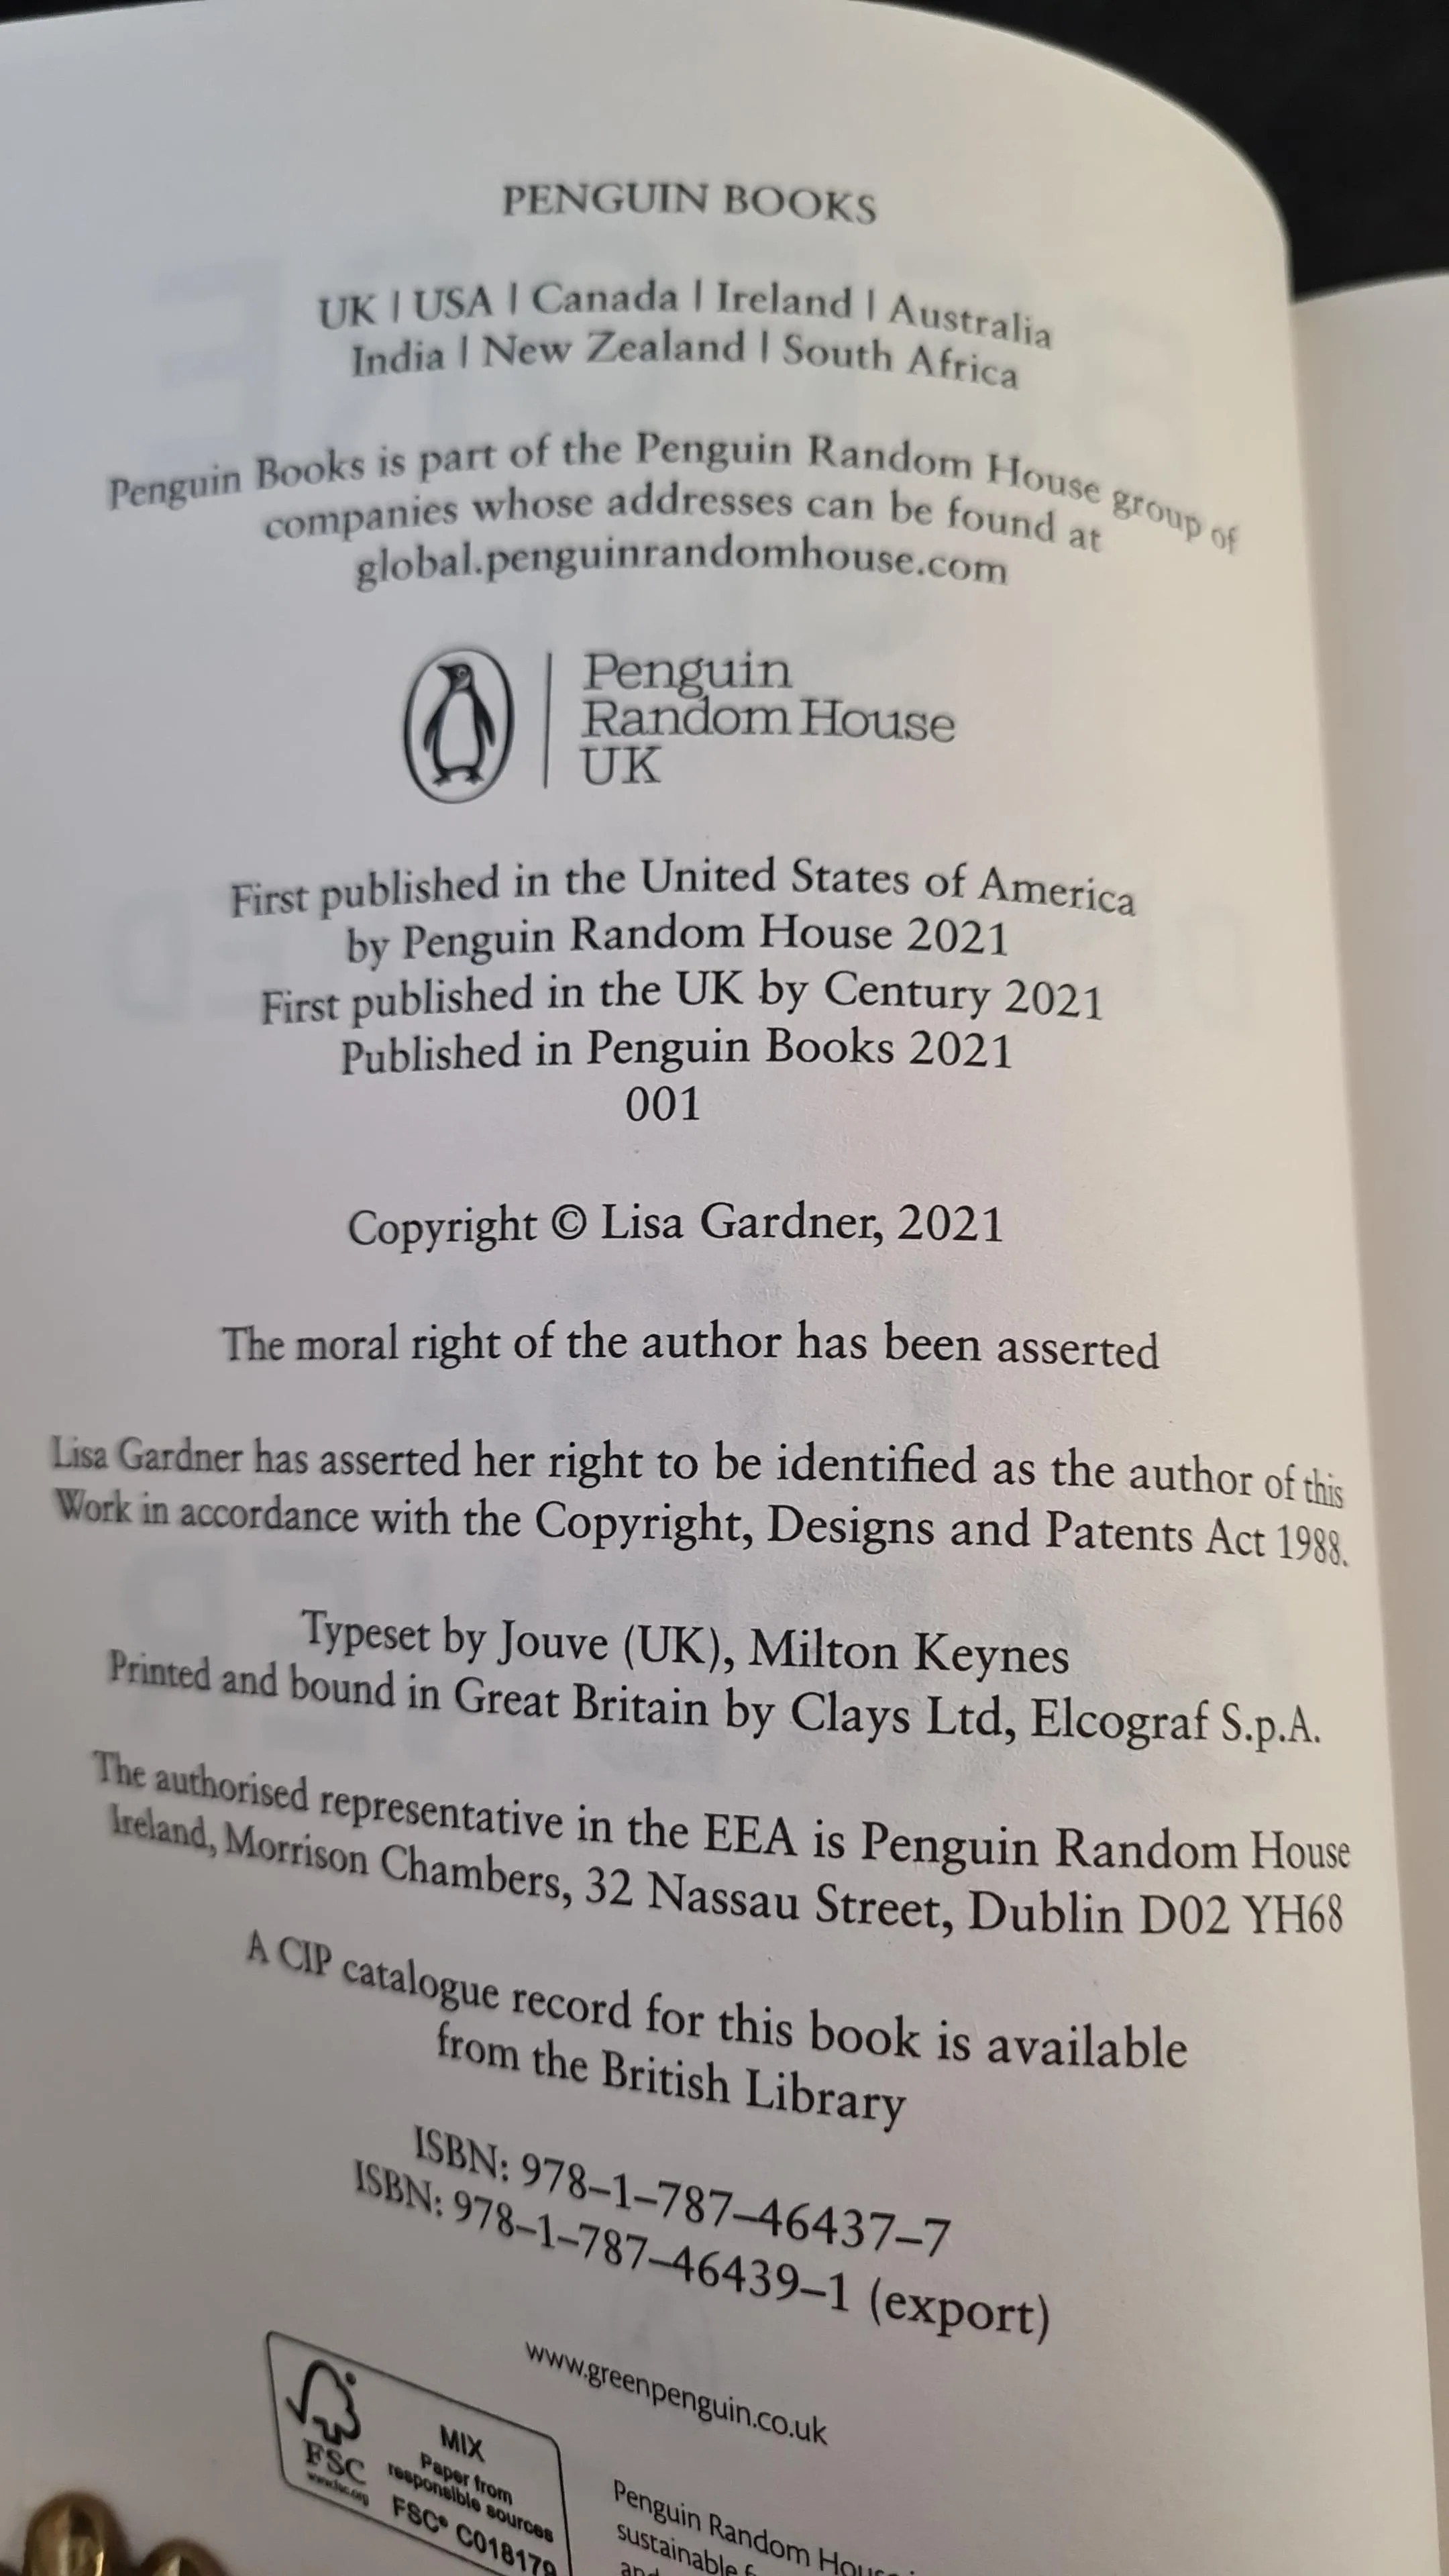 PENGUIN BOOKS
UK | USA | Canada | Ireland | Australia
India | New Zealand | South Africa
Penguin Books is part of the Penguin Random House group of
companies whose addresses can be found at
global.penguinrandomhouse.com
Penguin
Random House
UK
First published in the United States of America
by Penguin Random House 2021
First published in the UK by Century 2021
Published in Penguin Books 2021
001
Copyright © Lisa Gardner, 2021
The moral right of the author has been asserted
Lisa Gardner has asserted her right to be identified as the author of this
Work in accordance with the Copyright, Designs and Patents Act 1988.
Typeset by Jouve (UK), Milton Keynes
Printed and bound in Great Britain by Clays Ltd, Elcograf S.p.A.
The authorised representative in the EEA is Penguin Random House
Ireland, Morrison Chambers, 32 Nassau Street, Dublin D02 YH68
A CIP catalogue record for this book is available
from the British Library
ISBN: 978–1–787–46437–7
ISBN: 978–1–787–46439–1 (export)
www.greenpenguin.co.uk
MIX
Paper from
responsible sources
FSC® C018179
FSC
www.fsc.org
Penguin Random
sustainable
and